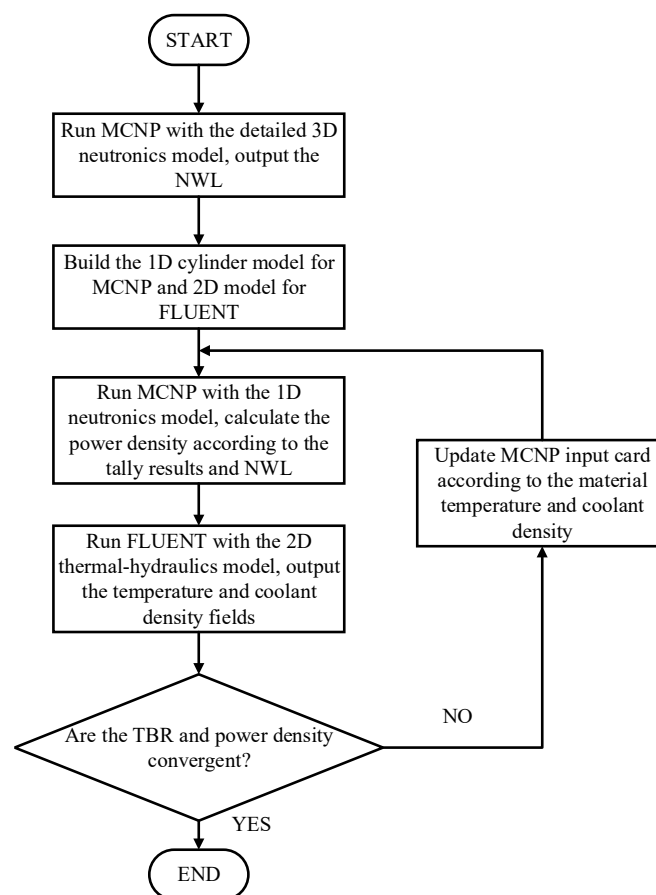 START
Run MCNP with the detailed 3D
neutronics model, output the
NWL
Build the 1D cylinder model for
MCNP and 2D model for
FLUENT
Run MCNP with the 1D
neutronics model, calculate the
power density according to the
tally results and NWL
Update MCNP input card
according to the material
temperature and coolant
density
Run FLUENT with the 2D
thermal-hydraulics model, output
the temperature and coolant
density fields
Are the TBR and power density
convergent?
NO
YES
END